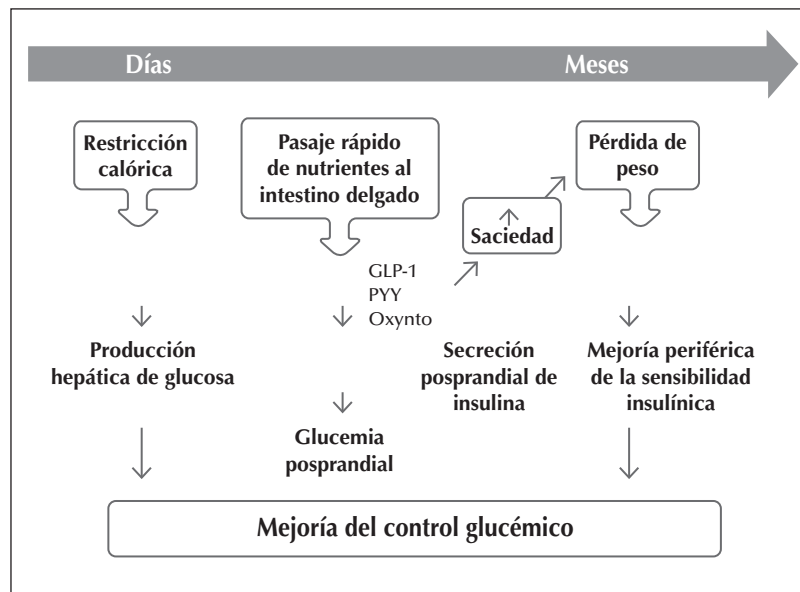 Días
Meses
Restricción
calórica
Pasaje rápido
de nutrientes al
intestino delgado
Pérdida de
peso
Saciedad
GLP-1
PYY
Oxynto
Producción
hepática de glucosa
Secreción
posprandial de
insulina
Mejoría periférica
de la sensibilidad
insulínica
Glucemia
posprandial
Mejoría del control glucémico